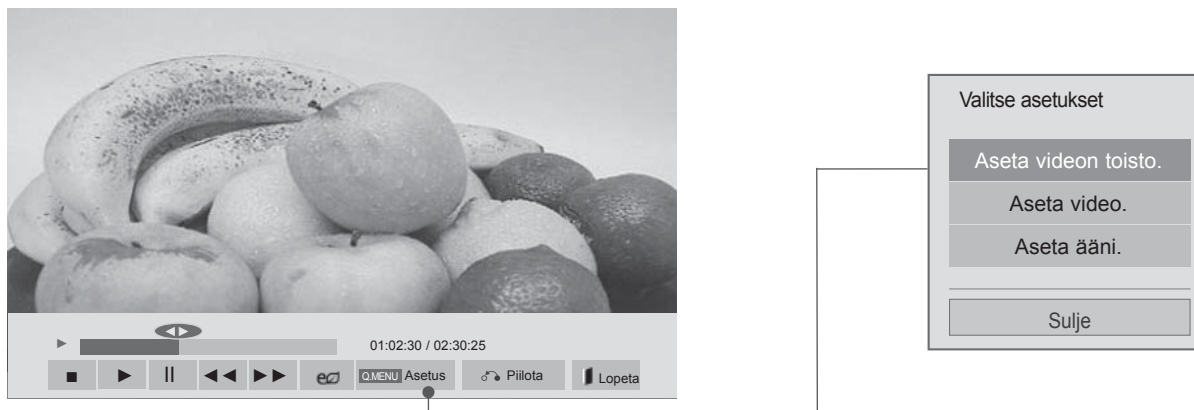 01:02:30 / 02:30:25
Q.MENU Asetus
Piilota
Lopeta
Valitse asetukset
Aseta videon toisto.
Aseta video.
Aseta ääni.
Sulje